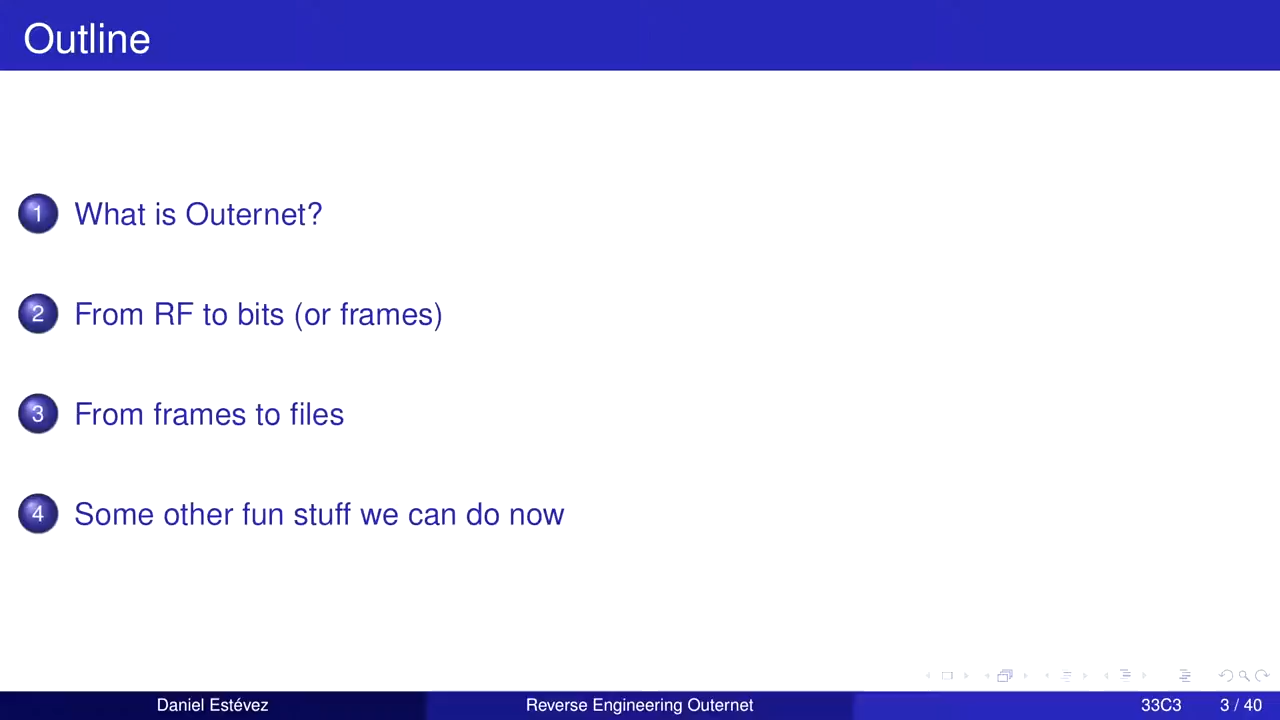 Outline
1 What is Outernet?
2 From RF to bits (or frames)
3 From frames to files
4 Some other fun stuff we can do now
Daniel Estévez Reverse Engineering Outernet 33C3 3 / 40